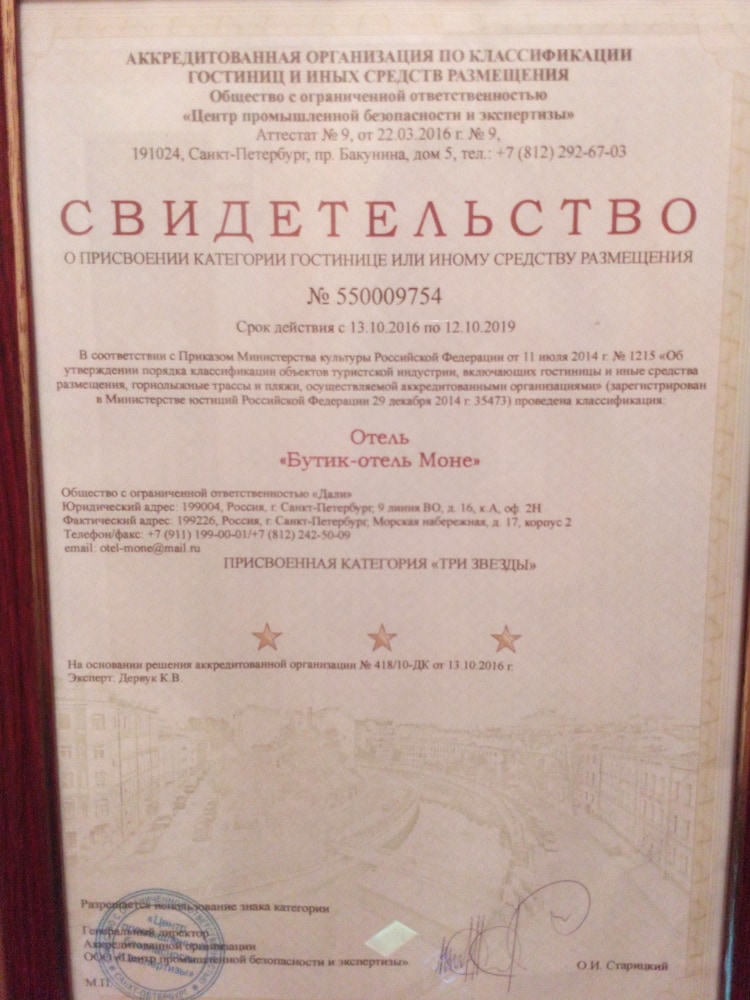 АККРЕДИТОВАННАЯ ОРГАНИЗАЦИЯ ПО КЛАССИФИКАЦИИ
ГОСТИНИЦ И ИНЫХ СРЕДСТВ РАЗМЕЩЕНИЯ
Общество с ограниченной ответственностью
«Центр промышленной безопасности и экспертизы»
Аттестат № 9, от 22.03.2016 г. № 9,
191024, Санкт-Петербург, пр. Бакунина, дом 5, тел.: +7 (812) 292-67-03
СВИДЕТЕЛЬСТВО
О ПРИСВОЕНИИ КАТЕГОРИИ ГОСТИНИЦЕ ИЛИ ИНОМУ СРЕДСТВУ РАЗМЕЩЕНИЯ
№ 550009754
Срок действия с 13.10.2016 по 12.10.2019
В соответствии с Приказом Министерства культуры Российской Федерации от 11 июля 2014 г. № 1215 «Об
утверждении порядка классификации объектов туристской индустрии, включающих гостиницы и иные средства
размещения, горнолыжные трассы и пляжи, осуществляемой аккредитованными организациями» (зарегистрирован
в Министерстве юстиций Российской Федерации 29 декабря 2014 г. 35473) проведена классификация:
Отель
«Бутик-отель Моне»
Общество с ограниченной ответственностью «Дали»
Юридический адрес: 199004, Россия, г. Санкт-Петербург, 9 линия ВО, д. 16, к.А, оф. 2Н
Фактический адрес: 199226, Россия, г. Санкт-Петербург, Морская набережная, д. 17, корпус 2
Телефон/факс: +7 (911) 199-00-01/+7 (812) 242-50-09
email: otel-mone@mail.ru
ПРИСВОЕННАЯ КАТЕГОРИЯ «ТРИ ЗВЕЗДЫ»
На основании решения аккредитованной организации № 418/10-ДК от 13.10.2016 г.
Эксперт: Дервук К.В.
Разрешается использование знака категории
Генеральный директор
Аккредитованной организации
ООО «Центр промышленной безопасности и экспертизы»
О.И. Старицкий
М.П.